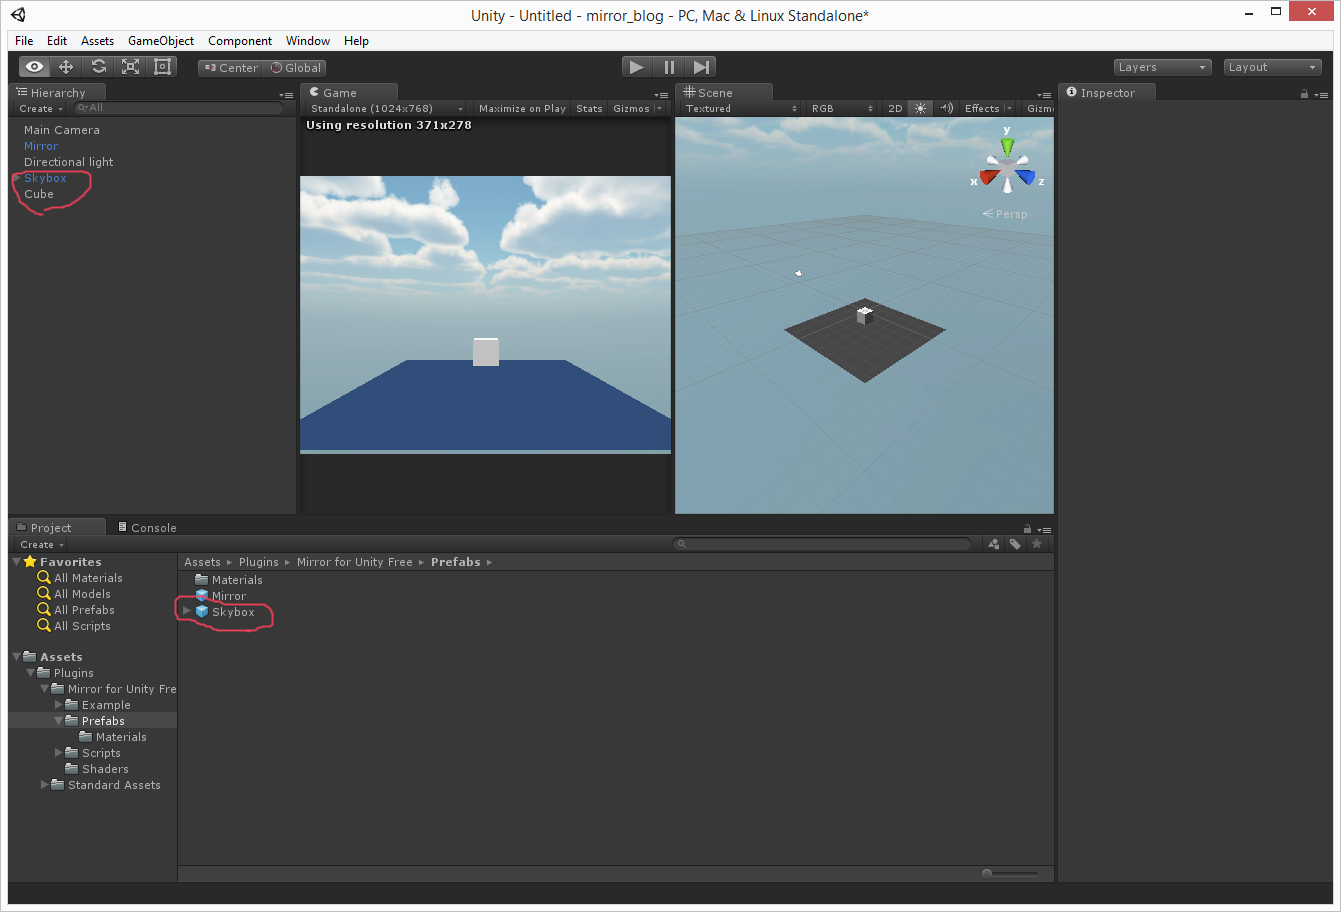 Unity - Untitled - mirror_blog - PC, Mac & Linux Standalone*
File Edit Assets GameObject Component Window Help
Center Global Layers Layout
Hierarchy
Create All
Main Camera
Mirror
Directional light
Skybox
Cube
Game
Standalone (1024x768) Maximize on Play Stats Gizmos
Using resolution 371x278
Scene
Textured RGB 2D Effects Gizm
y
x z
Persp
Inspector
Project Console
Create
Favorites
All Materials
All Models
All Prefabs
All Scripts
Assets
Plugins
Mirror for Unity Fre
Example
Prefabs
Materials
Scripts
Shaders
Standard Assets
Assets Plugins Mirror for Unity Free Prefabs
Materials
Mirror
Skybox